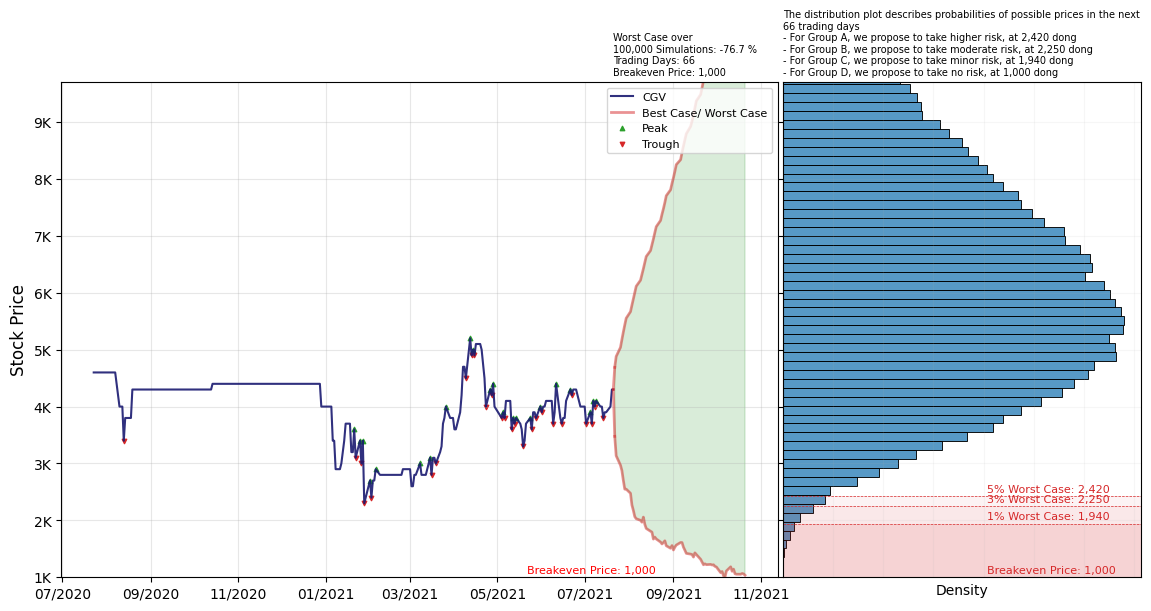 The distribution plot describes probabilities of possible prices in the next
66 trading days
- For Group A, we propose to take higher risk, at 2,420 dong
- For Group B, we propose to take moderate risk, at 2,250 dong
- For Group C, we propose to take minor risk, at 1,940 dong
- For Group D, we propose to take no risk, at 1,000 dong
Worst Case over
100,000 Simulations: -76.7 %
Trading Days: 66
Breakeven Price: 1,000
CGV
Best Case/ Worst Case
Peak
Trough
Stock Price
9K
8K
7K
6K
5K
4K
3K
2K
1K
5% Worst Case: 2,420
3% Worst Case: 2,250
1% Worst Case: 1,940
Breakeven Price: 1,000
Breakeven Price: 1,000
07/2020 09/2020 11/2020 01/2021 03/2021 05/2021 07/2021 09/2021 11/2021
Density